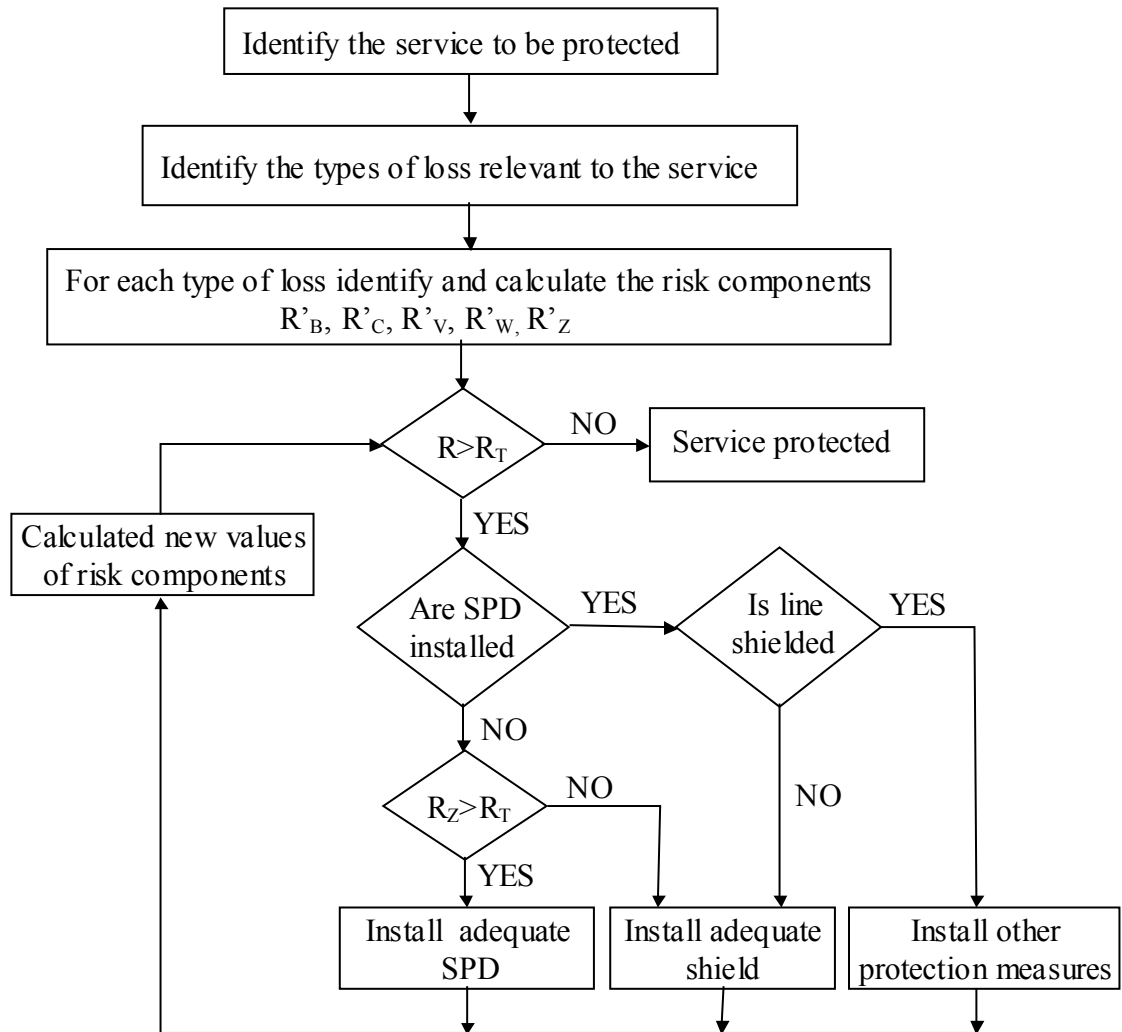 Identify the service to be protected
Identify the types of loss relevant to the service
For each type of loss identify and calculate the risk components
R’B, R’C, R’V, R’W, R’Z
R>RT
NO
Service protected
YES
Calculated new values
of risk components
Are SPD
installed
YES
Is line
shielded
YES
NO
RZ>RT
NO
NO
YES
Install adequate
SPD
Install adequate
shield
Install other
protection measures